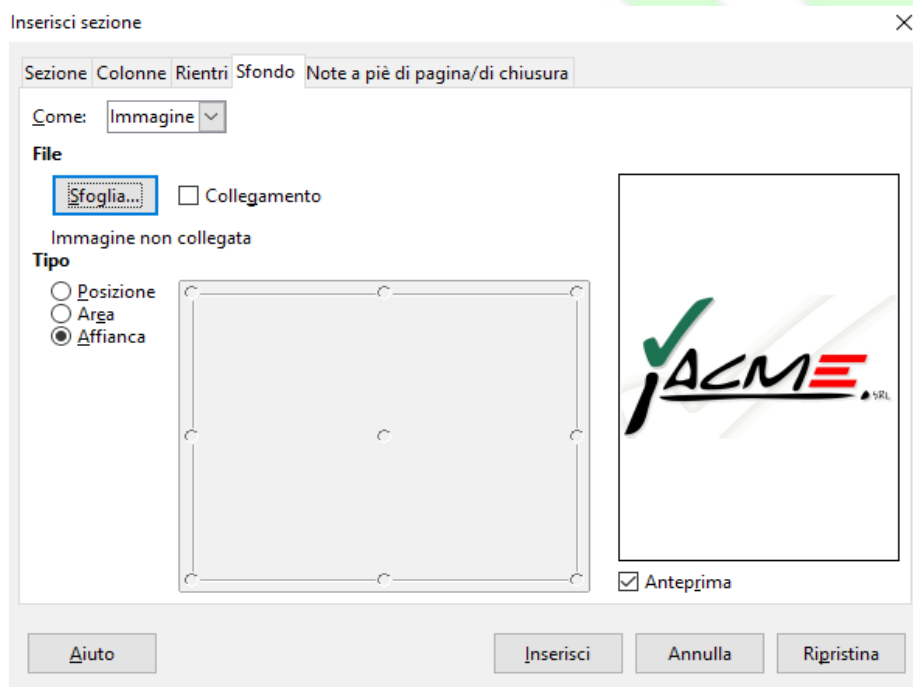 Inserisci sezione
Sezione Colonne Rientri Sfondo Note a piè di pagina/di chiusura
Come: Immagine
File
Sfoglia... Collegamento
Immagine non collegata
Tipo
Posizione
Area
Affianca
ACME
SRL
Anteprima
Aiuto Inserisci Annulla Ripristina